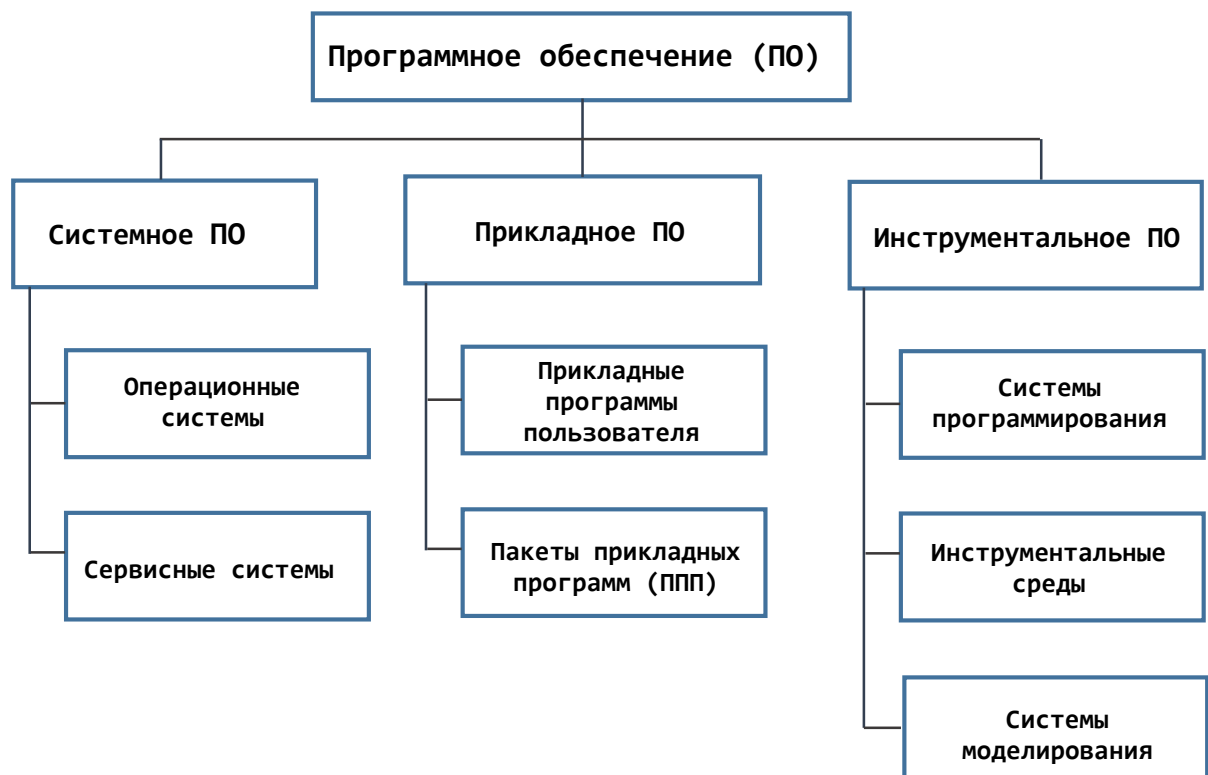 Программное обеспечение (ПО)
Системное ПО
Прикладное ПО
Инструментальное ПО
Операционные
системы
Прикладные
программы
пользователя
Системы
программирования
Сервисные системы
Пакеты прикладных
программ (ППП)
Инструментальные
среды
Системы
моделирования